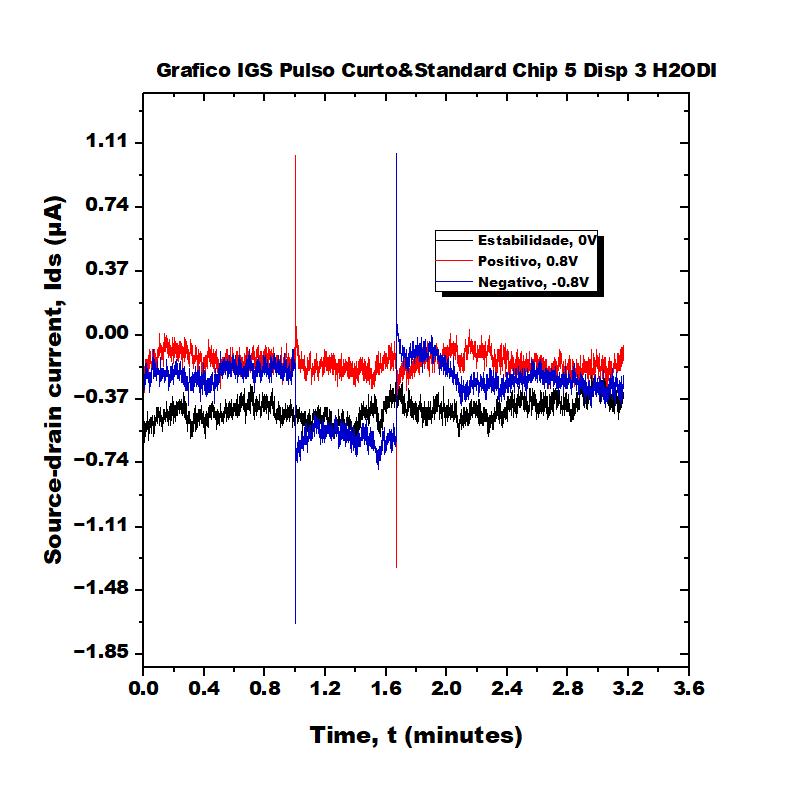 Grafico IGS Pulso Curto&Standard Chip 5 Disp 3 H2ODI
Source-drain current, Ids (µA)
1.11
0.74
0.37
0.00
−0.37
−0.74
−1.11
−1.48
−1.85
Estabilidade, 0V
Positivo, 0.8V
Negativo, -0.8V
0.0 0.4 0.8 1.2 1.6 2.0 2.4 2.8 3.2 3.6
Time, t (minutes)